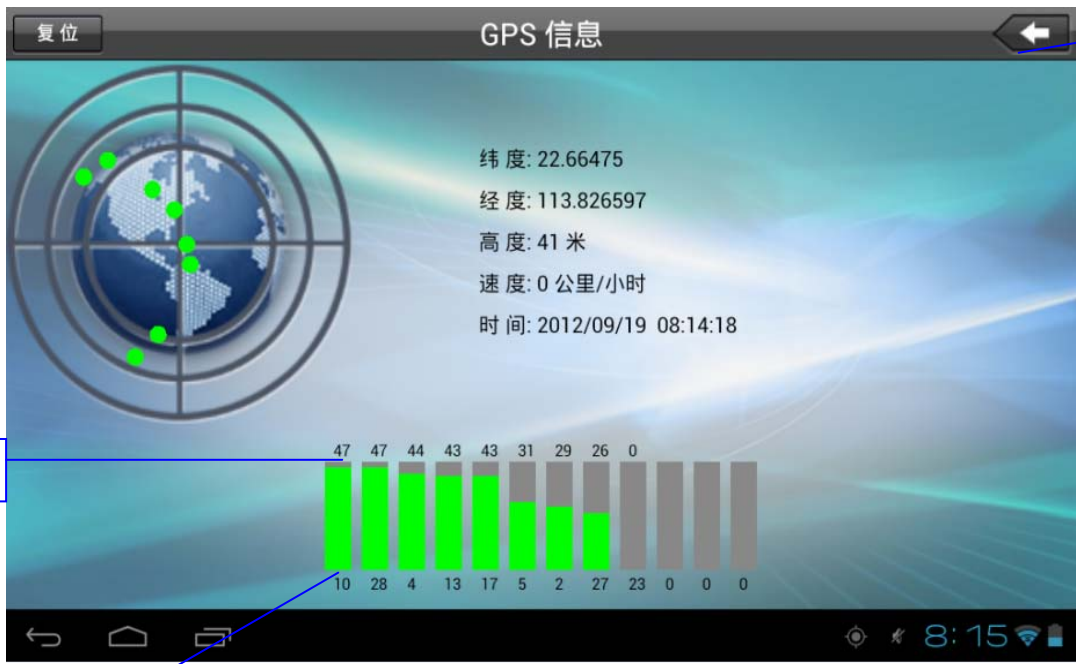 复 位
GPS 信息
纬 度: 22.66475
经 度: 113.826597
高 度: 41 米
速 度: 0 公里/小时
时 间: 2012/09/19 08:14:18
47 47 44 43 43 31 29 26 0
10 28 4 13 17 5 2 27 23 0 0 0
8:15